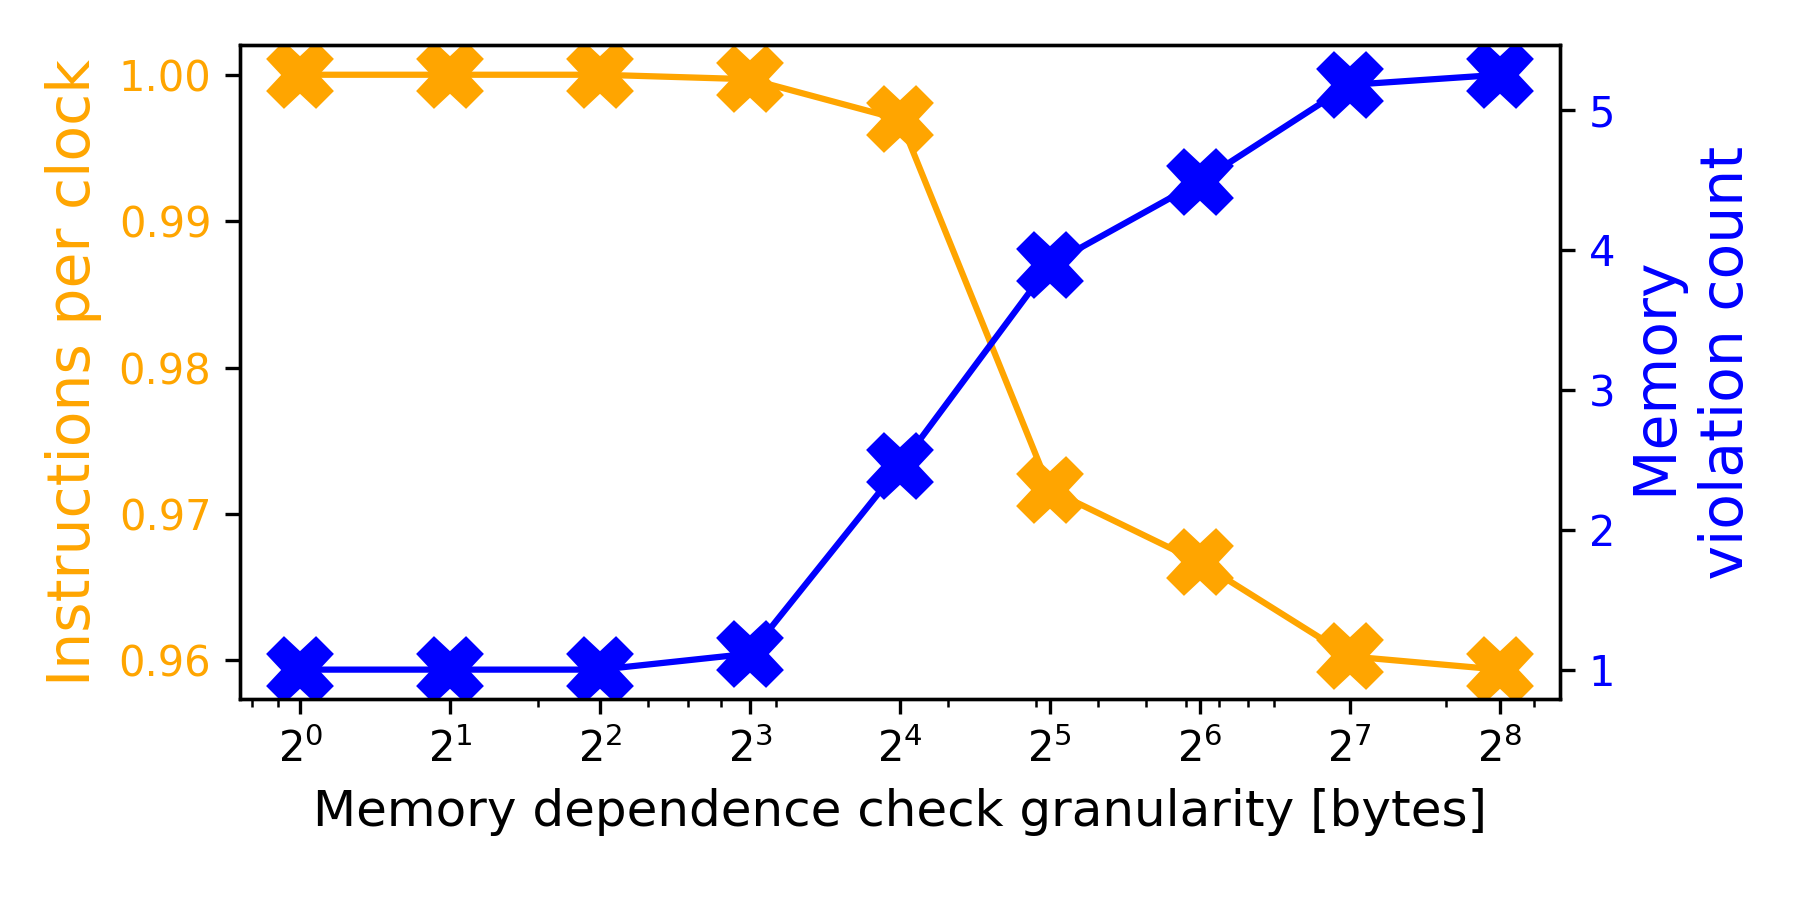 Instructions per clock
1.00
0.99
0.98
0.97
0.96
5
4
3
2
1
Memory
violation count
2⁰ 2¹ 2² 2³ 2⁴ 2⁵ 2⁶ 2⁷ 2⁸
Memory dependence check granularity [bytes]